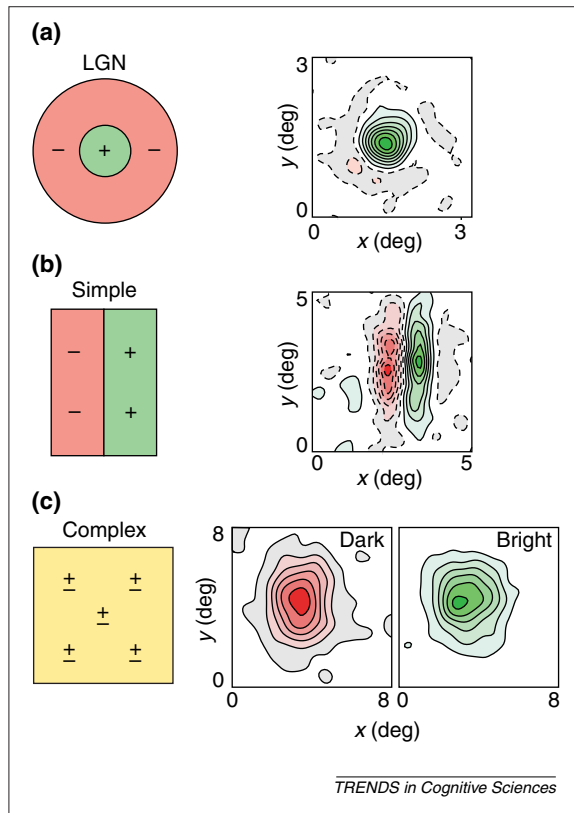 (a)
LGN
− + −
3
y (deg)
0
0 3
x (deg)
(b)
Simple
− +
− +
5
y (deg)
0
0 5
x (deg)
(c)
Complex
± ±
±
± ±
Dark Bright
8
y (deg)
0
0 8 0 8
x (deg)
TRENDS in Cognitive Sciences